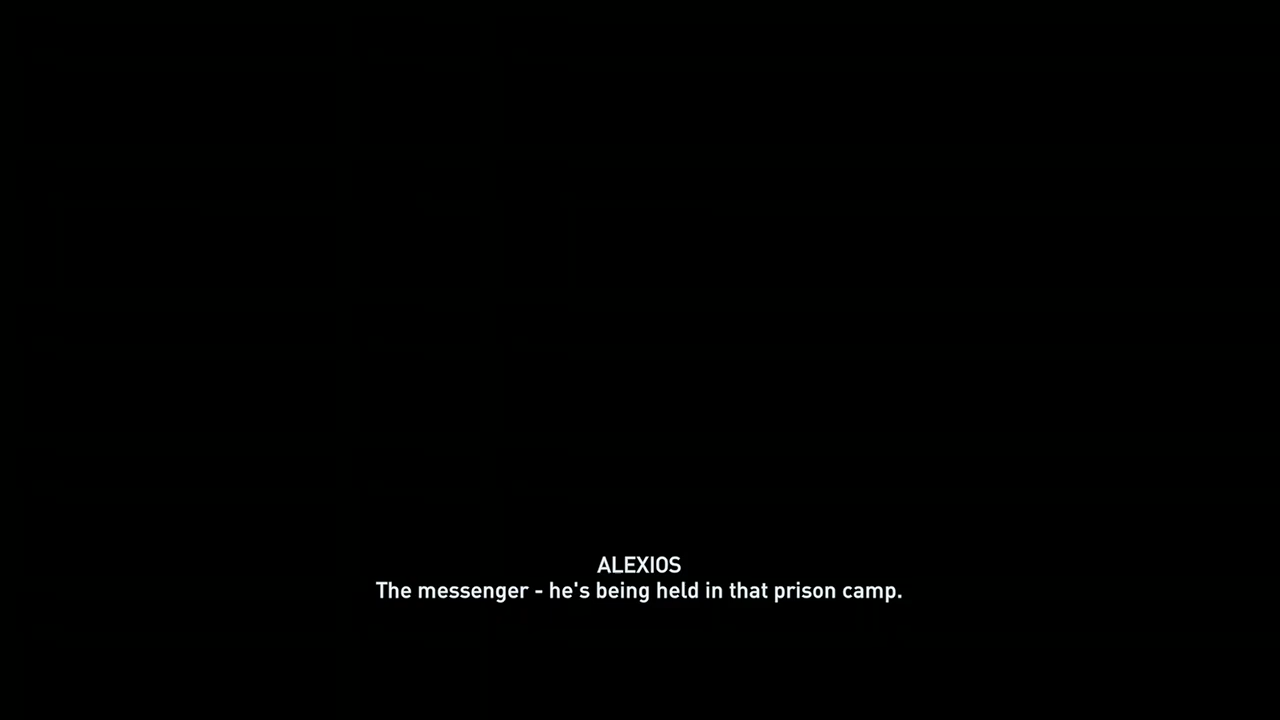 ALEXIOS
The messenger - he's being held in that prison camp.